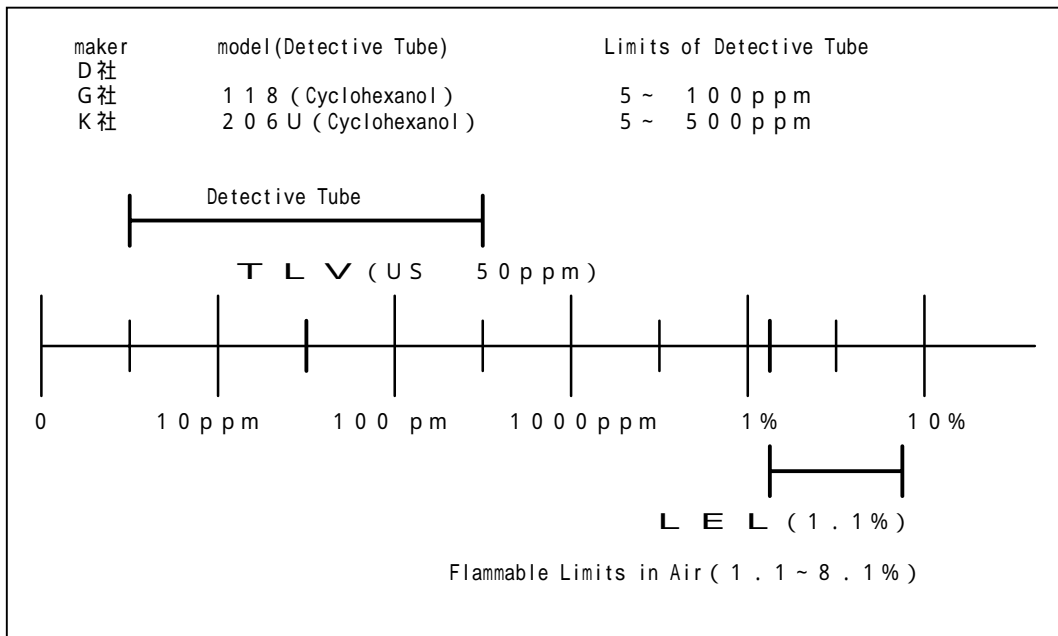 maker model(Detective Tube) Limits of Detective Tube
D社
G社 118(Cyclohexanol) 5~ 100ppm
K社 206U(Cyclohexanol) 5~ 500ppm
Detective Tube
TLV(US 50ppm)
0 10ppm 100 pm 1000ppm 1% 10%
LEL(1.1%)
Flammable Limits in Air(1.1~8.1%)